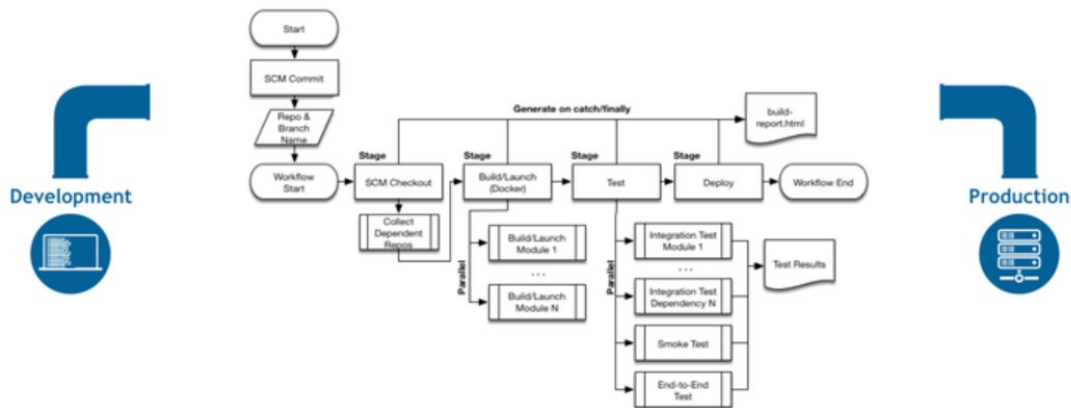 Start
SCM Commit
Repo &
Branch
Name
Generate on catch/finally
build-
report.html
Stage
Stage
Stage
Stage
Workflow
Start
SCM Checkout
Build/Launch
(Docker)
Test
Deploy
Workflow End
Development
Production
Collect
Dependent
Repos
Parallel
Build/Launch
Module 1
...
Build/Launch
Module N
Parallel
Integration Test
Module 1
...
Integration Test
Dependency N
Smoke Test
End-to-End
Test
Test Results